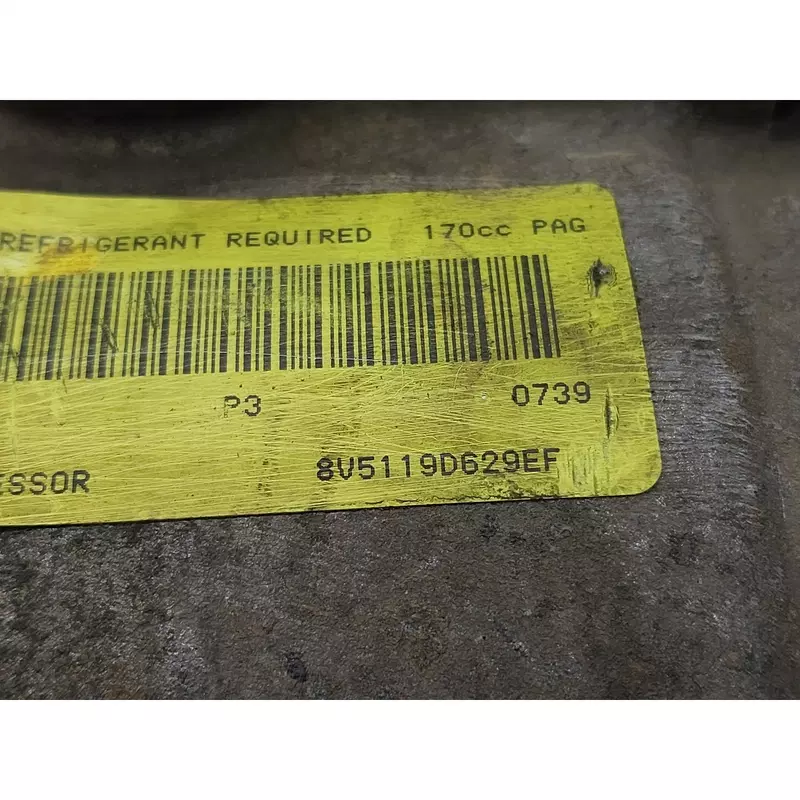 REFRIGERANT REQUIRED 170cc PAG
P3 0739
ESSOR 8V5119D629EF